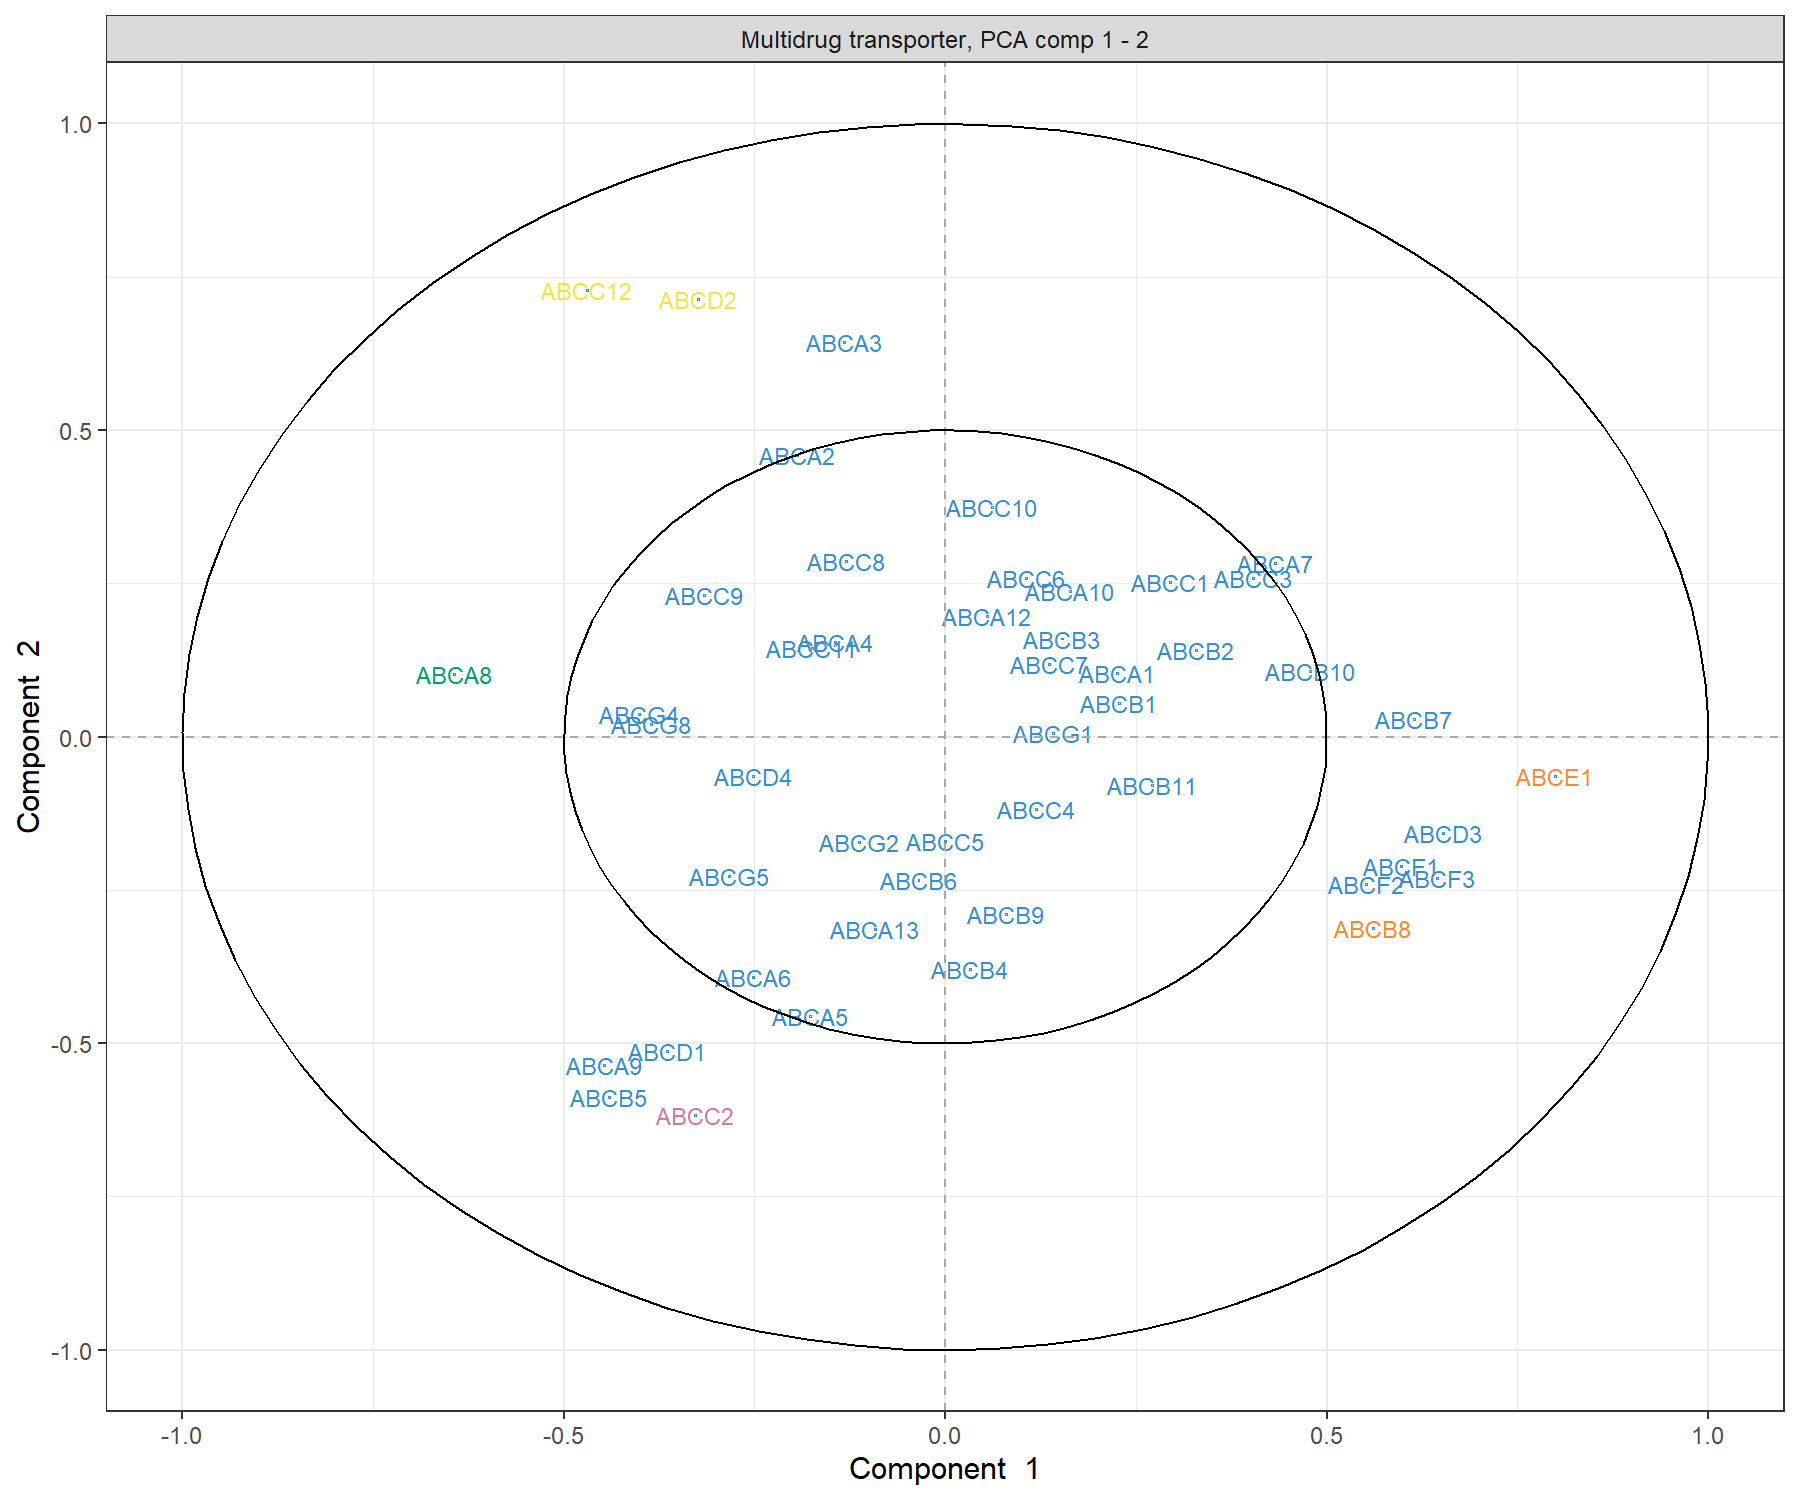 Multidrug transporter, PCA comp 1 - 2
1.0
ABCC12
ABCD2
ABCA3
0.5
ABCA2
ABCC10
ABCC8
ABCA7
ABCC6
ABCC3
ABCC1
ABCA10
ABCC9
ABCA12
ABCB3
ABCA4
ABCC11
ABCB2
ABCC7
ABCB10
ABCA1
ABCA8
ABCB1
ABCG4
ABCB7
ABCG8
ABCG1
0.0
ABCD4
ABCE1
ABCB11
ABCC4
ABCD3
ABCG2
ABCC5
ABCF1
ABCG5
ABCB6
ABCF3
ABCF2
ABCB9
ABCA13
ABCB8
ABCB4
ABCA6
ABCA5
-0.5
ABCD1
ABCA9
ABCB5
ABCC2
-1.0
-1.0
-0.5
0.0
0.5
1.0
Component 1
Component 2